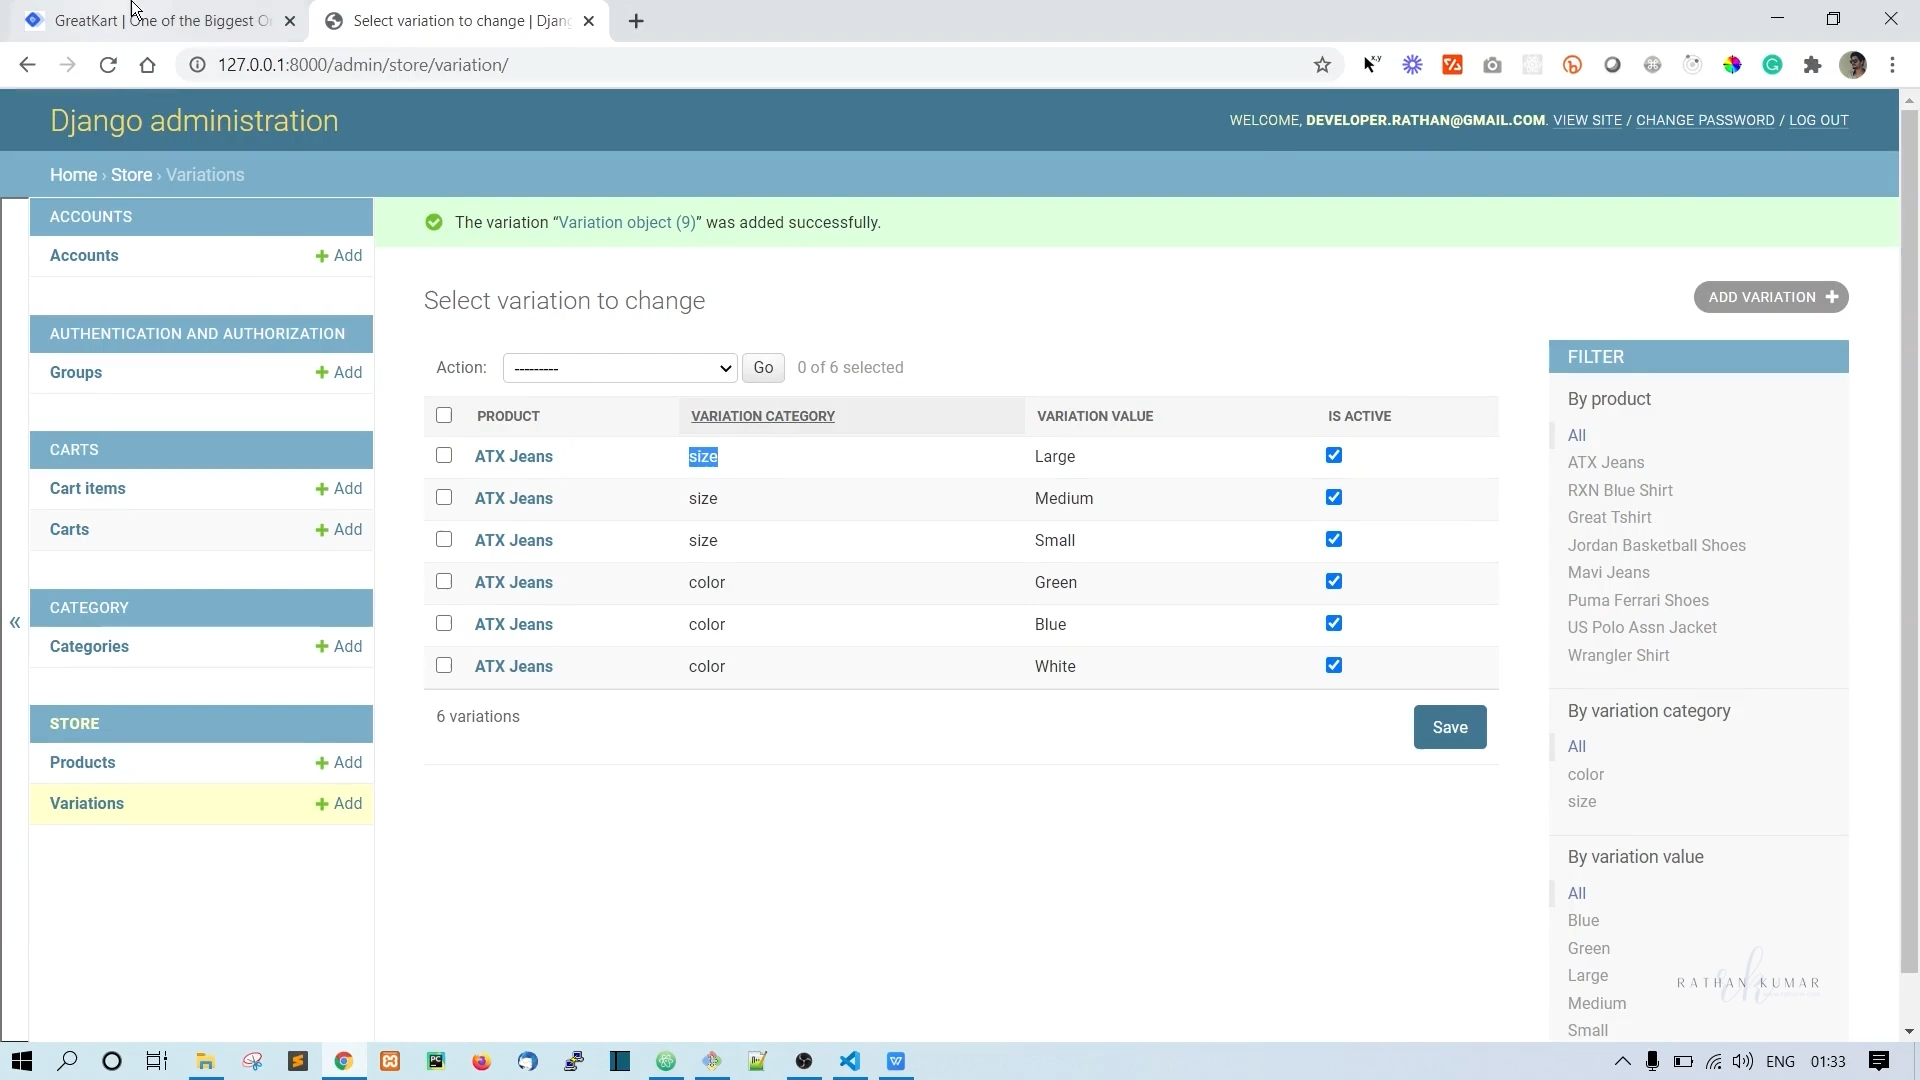 GreatKart | One of the Biggest O
Select variation to change | Djang
127.0.0.1:8000/admin/store/variation/
Django administration
WELCOME, DEVELOPER.RATHAN@GMAIL.COM. VIEW SITE / CHANGE PASSWORD / LOG OUT
Home › Store › Variations
ACCOUNTS
Accounts + Add
AUTHENTICATION AND AUTHORIZATION
Groups + Add
CARTS
Cart items + Add
Carts + Add
CATEGORY
Categories + Add
STORE
Products + Add
Variations + Add
«
The variation “Variation object (9)” was added successfully.
Select variation to change
ADD VARIATION +
Action: --------- Go 0 of 6 selected
PRODUCT VARIATION CATEGORY VARIATION VALUE IS ACTIVE
ATX Jeans size Large
ATX Jeans size Medium
ATX Jeans size Small
ATX Jeans color Green
ATX Jeans color Blue
ATX Jeans color White
6 variations
Save
FILTER
By product
All
ATX Jeans
RXN Blue Shirt
Great Tshirt
Jordan Basketball Shoes
Mavi Jeans
Puma Ferrari Shoes
US Polo Assn Jacket
Wrangler Shirt
By variation category
All
color
size
By variation value
All
Blue
Green
Large
Medium
Small
RATHAN KUMAR
ENG 01:33